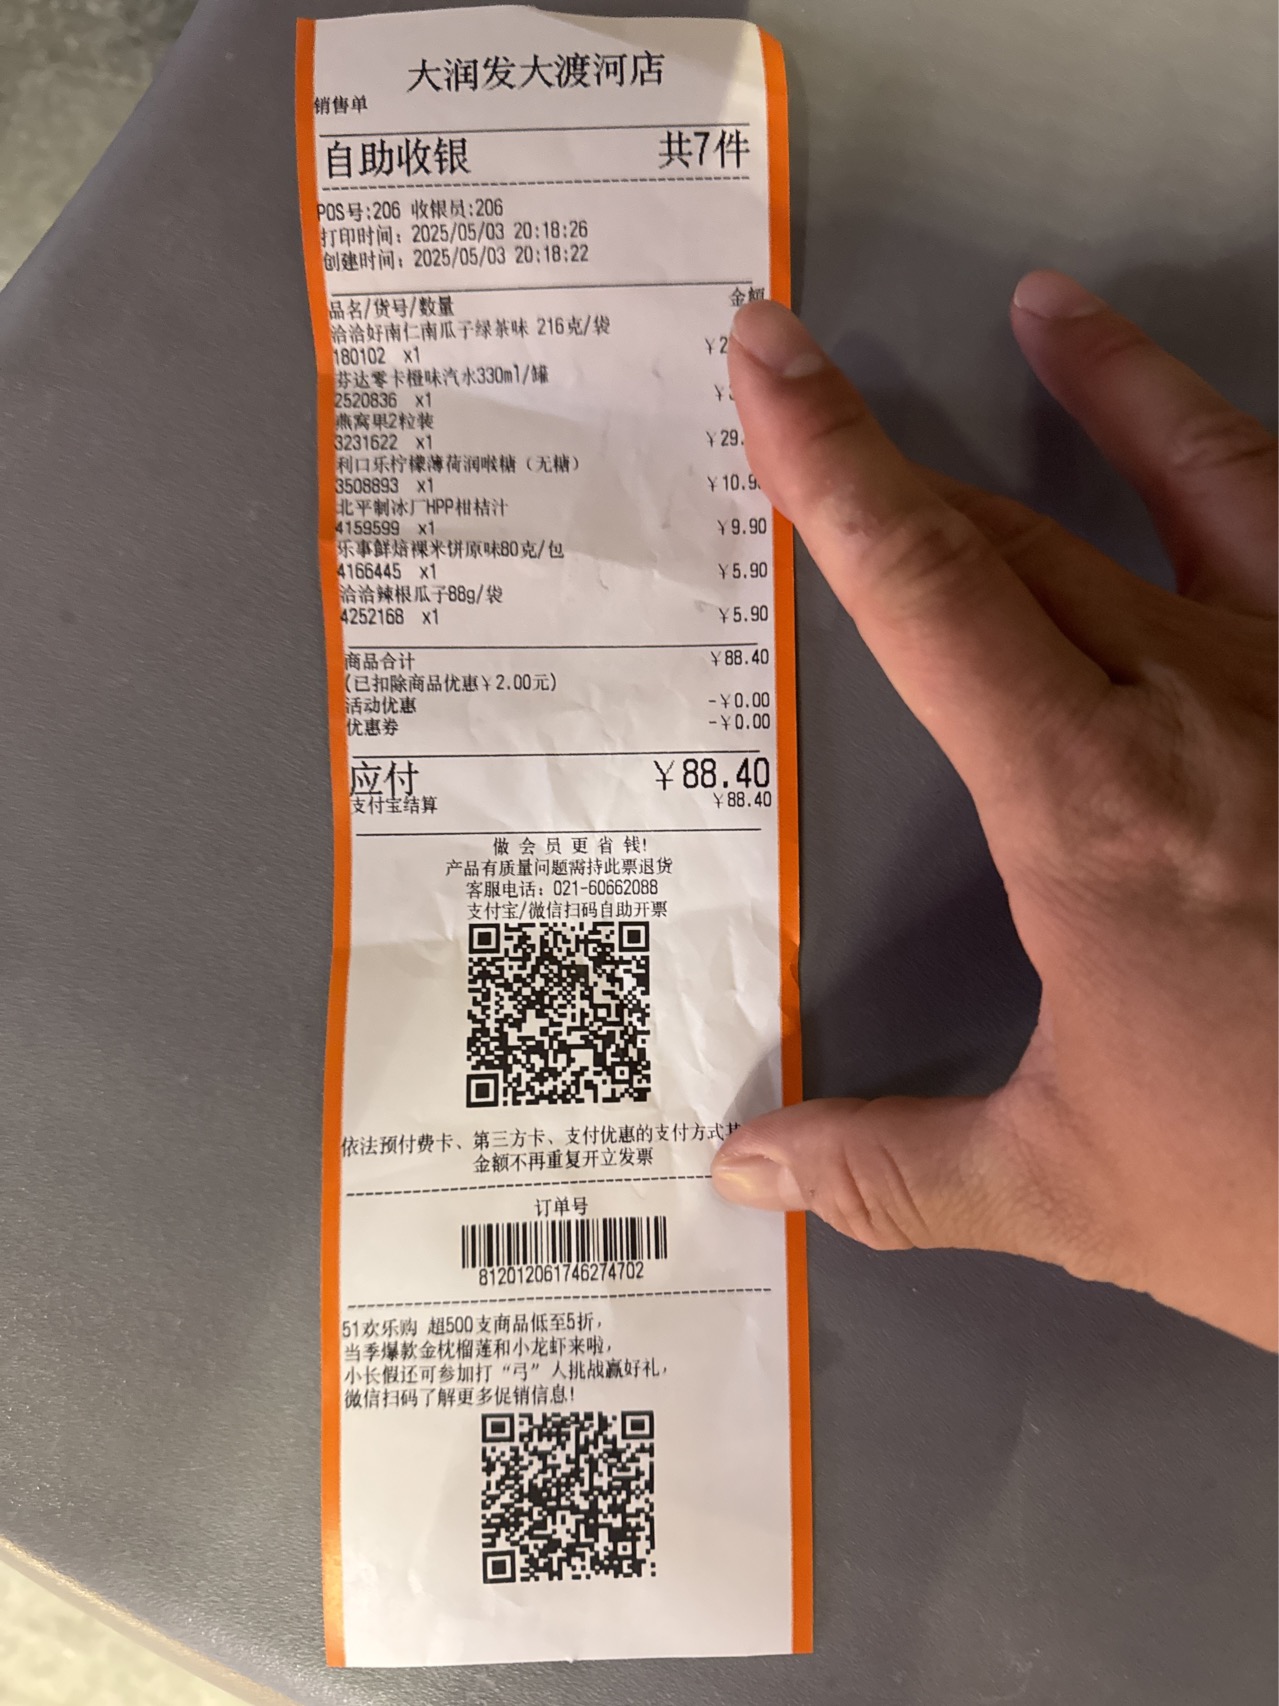 大润发大渡河店
销售单
自助收银 共7件
POS号:206 收银员:206
打印时间: 2025/05/03 20:18:26
创建时间: 2025/05/03 20:18:22
品名/货号/数量 金额
洽洽好南仁南瓜子绿茶味 216克/袋
180102 x1 ¥2
芬达零卡橙味汽水330ml/罐
2520836 x1 ¥
燕窝果2粒装
3231622 x1 ¥29.
利口乐柠檬薄荷润喉糖（无糖）
3508893 x1 ¥10.9
北平制冰厂HPP柑桔汁
4159599 x1 ¥9.90
乐事鲜焙裸米饼原味80克/包
4166445 x1 ¥5.90
洽洽辣根瓜子88g/袋
4252168 x1 ¥5.90
商品合计 ¥88.40
(已扣除商品优惠¥2.00元)
活动优惠 -¥0.00
优惠券 -¥0.00
应付 ¥88.40
支付宝结算 ¥88.40
做 会 员 更 省 钱!
产品有质量问题需持此票退货
客服电话: 021-60662088
支付宝/微信扫码自助开票
依法预付费卡、第三方卡、支付优惠的支付方式
金额不再重复开立发票
订单号
812012061746274702
51欢乐购 超500支商品低至5折,
当季爆款金枕榴莲和小龙虾来啦,
小长假还可参加打“弓”人挑战赢好礼,
微信扫码了解更多促销信息!